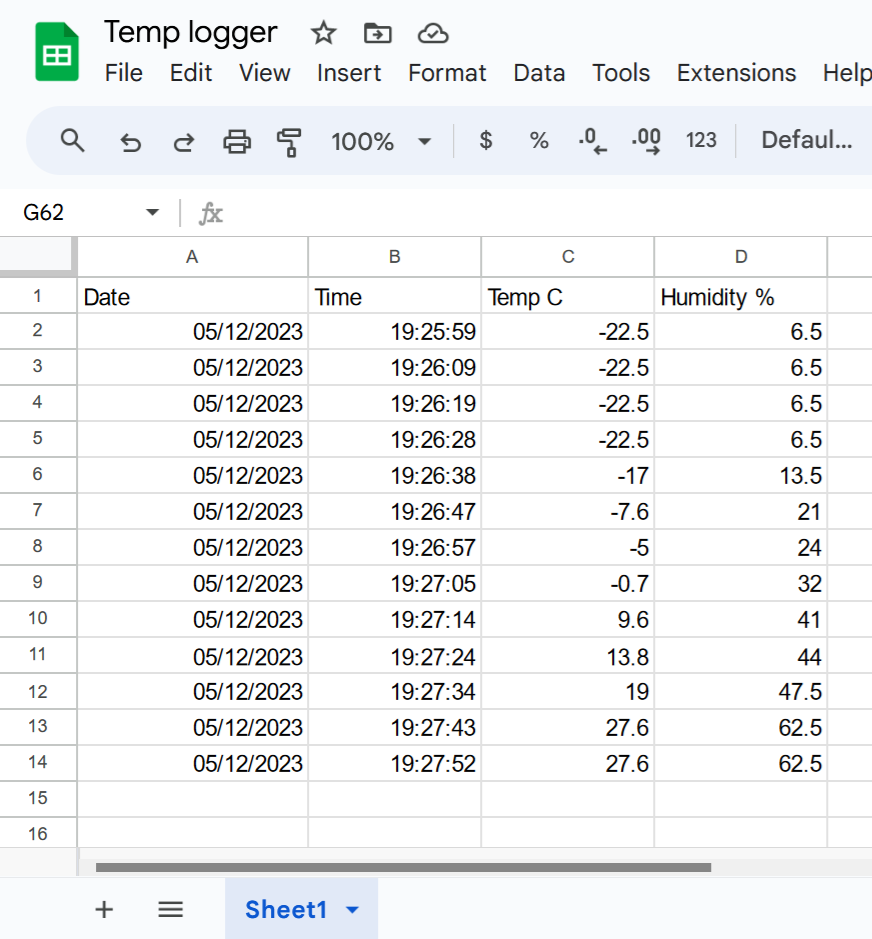 Temp logger
File Edit View Insert Format Data Tools Extensions Help
100% $ % .0 .00 123 Defaul...
G62 fx
A B C D
1 Date Time Temp C Humidity %
2 05/12/2023 19:25:59 -22.5 6.5
3 05/12/2023 19:26:09 -22.5 6.5
4 05/12/2023 19:26:19 -22.5 6.5
5 05/12/2023 19:26:28 -22.5 6.5
6 05/12/2023 19:26:38 -17 13.5
7 05/12/2023 19:26:47 -7.6 21
8 05/12/2023 19:26:57 -5 24
9 05/12/2023 19:27:05 -0.7 32
10 05/12/2023 19:27:14 9.6 41
11 05/12/2023 19:27:24 13.8 44
12 05/12/2023 19:27:34 19 47.5
13 05/12/2023 19:27:43 27.6 62.5
14 05/12/2023 19:27:52 27.6 62.5
15
16
Sheet1